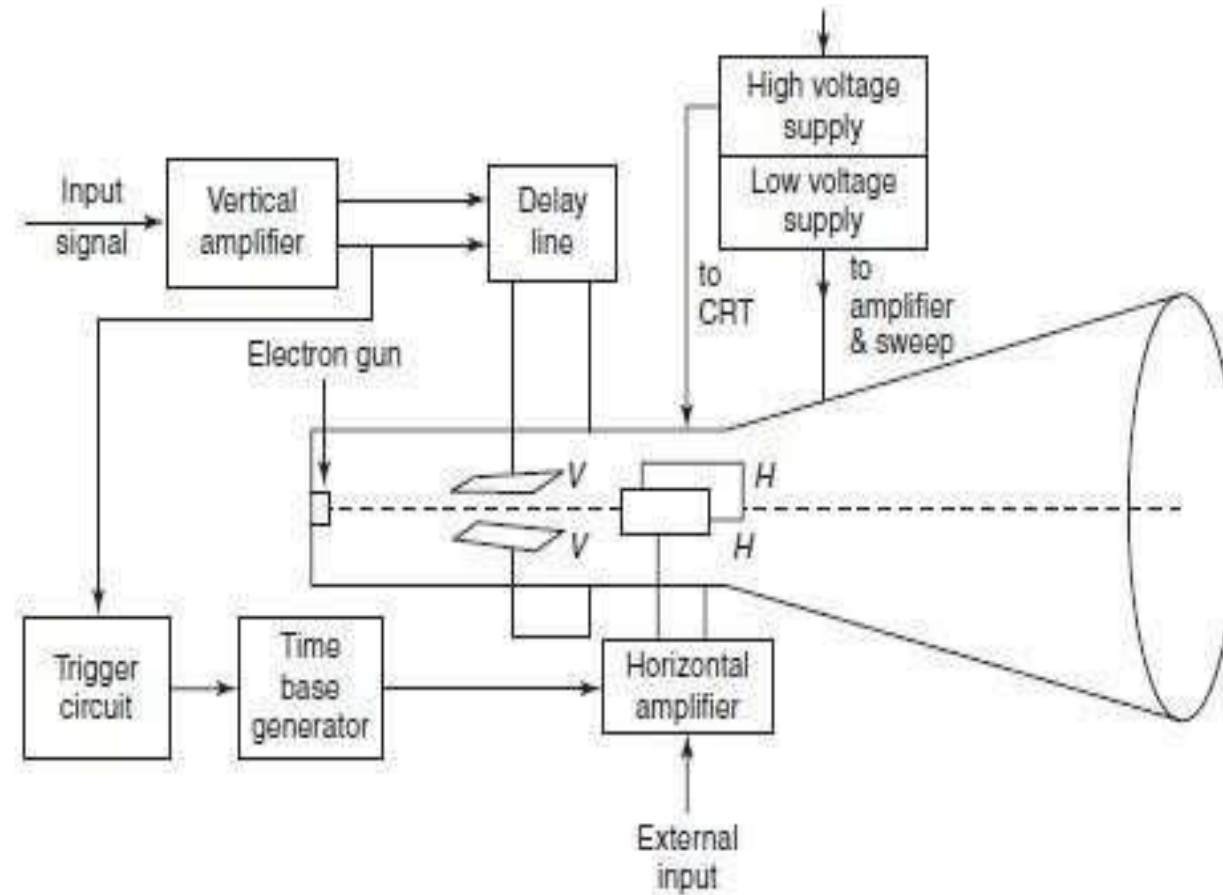 High voltage
supply
Low voltage
supply
Input
signal
Vertical
amplifier
Delay
line
to
CRT
to
amplifier
& sweep
Electron gun
V
V
H
H
Trigger
circuit
Time
base
generator
Horizontal
amplifier
External
input